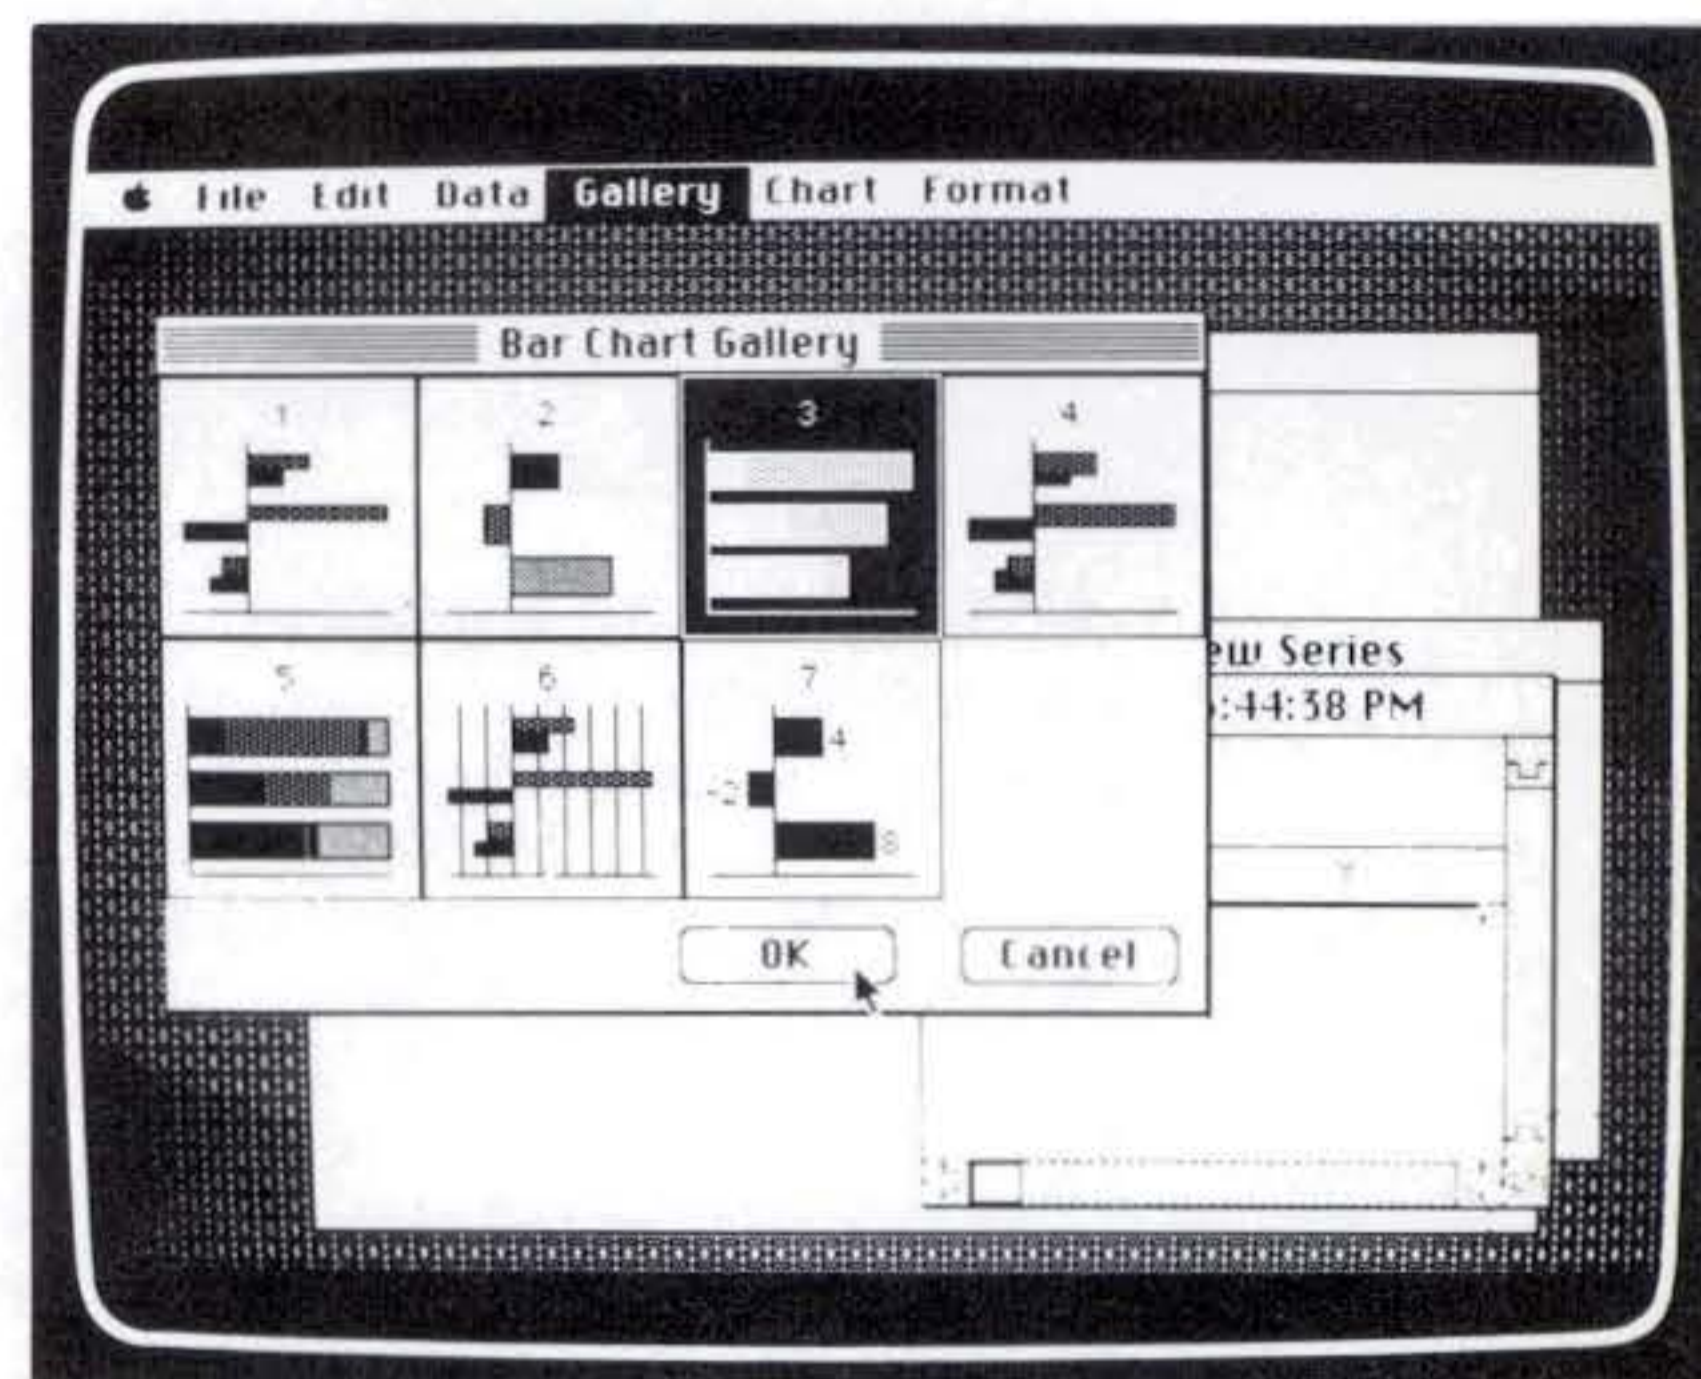 File Edit Data Gallery Chart Format
Bar Chart Gallery
1 2 3 4
ew Series
:44:38 PM
5 6 7
4
8
OK Cancel